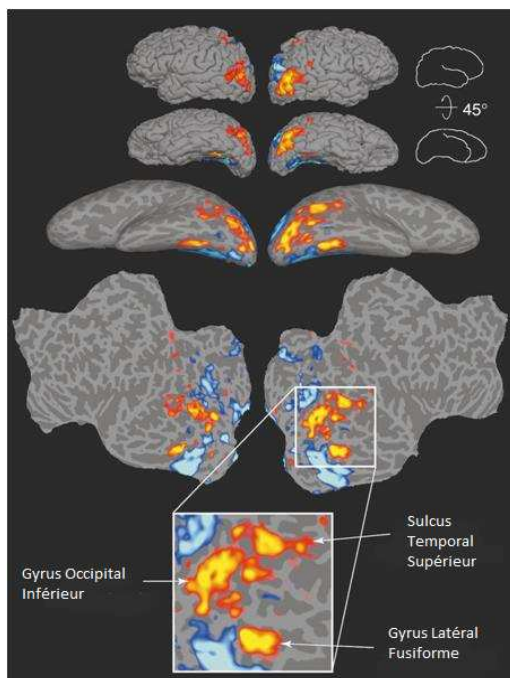 45°
Sulcus
Temporal
Supérieur
Gyrus Occipital
Inférieur
Gyrus Latéral
Fusiforme